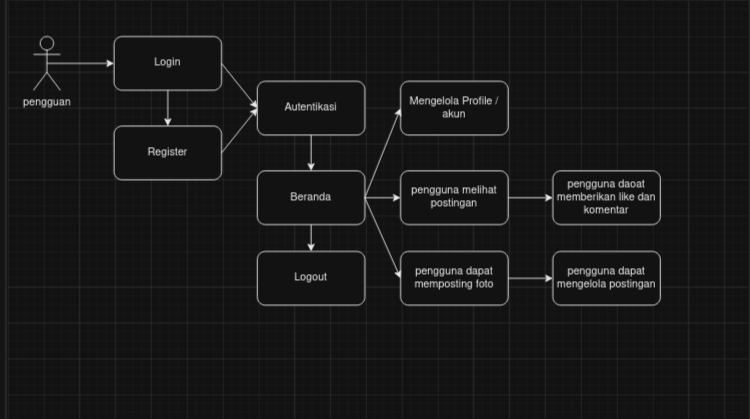 pengguan
Login
Register
Autentikasi
Beranda
Logout
Mengelola Profile /
akun
pengguna melihat
postingan
pengguna daoat
memberikan like dan
komentar
pengguna dapat
memposting foto
pengguna dapat
mengelola postingan